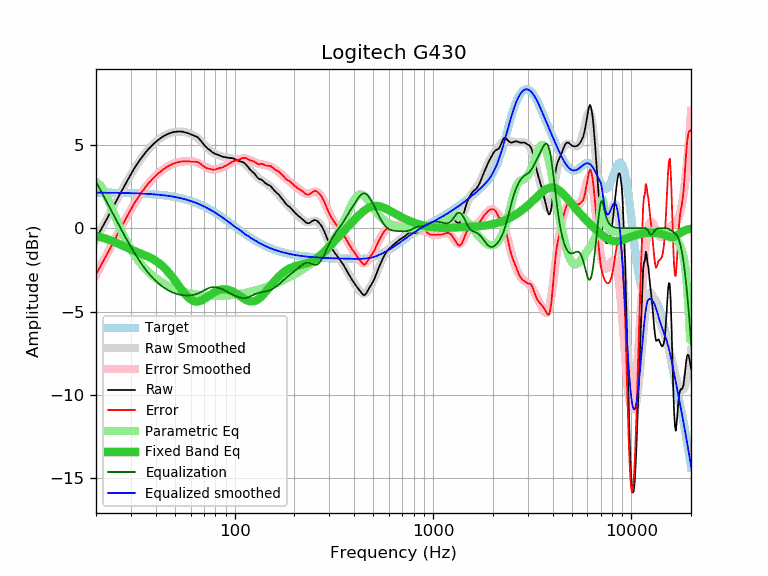 Logitech G430
Amplitude (dBr)
5
0
−5
−10
−15
Target
Raw Smoothed
Error Smoothed
Raw
Error
Parametric Eq
Fixed Band Eq
Equalization
Equalized smoothed
100
1000
10000
Frequency (Hz)